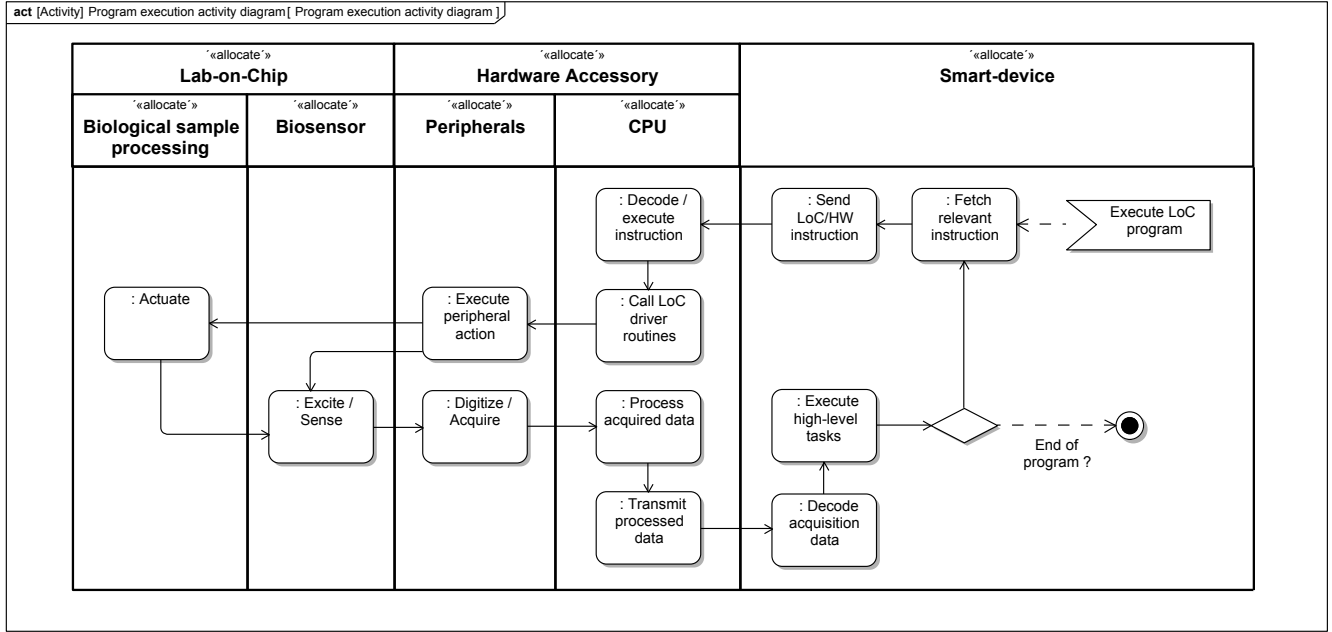 act [Activity] Program execution activity diagram[ Program execution activity diagram ]
´«allocate´»
Lab-on-Chip
´«allocate´»
Hardware Accessory
´«allocate´»
Smart-device
´«allocate´»
Biological sample
processing
´«allocate´»
Biosensor
´«allocate´»
Peripherals
´«allocate´»
CPU
: Decode /
execute
instruction
: Send
LoC/HW
instruction
: Fetch
relevant
instruction
Execute LoC
program
: Actuate
: Execute
peripheral
action
: Call LoC
driver
routines
: Excite /
Sense
: Digitize /
Acquire
: Process
acquired data
: Execute
high-level
tasks
End of
program ?
: Transmit
processed
data
: Decode
acquisition
data